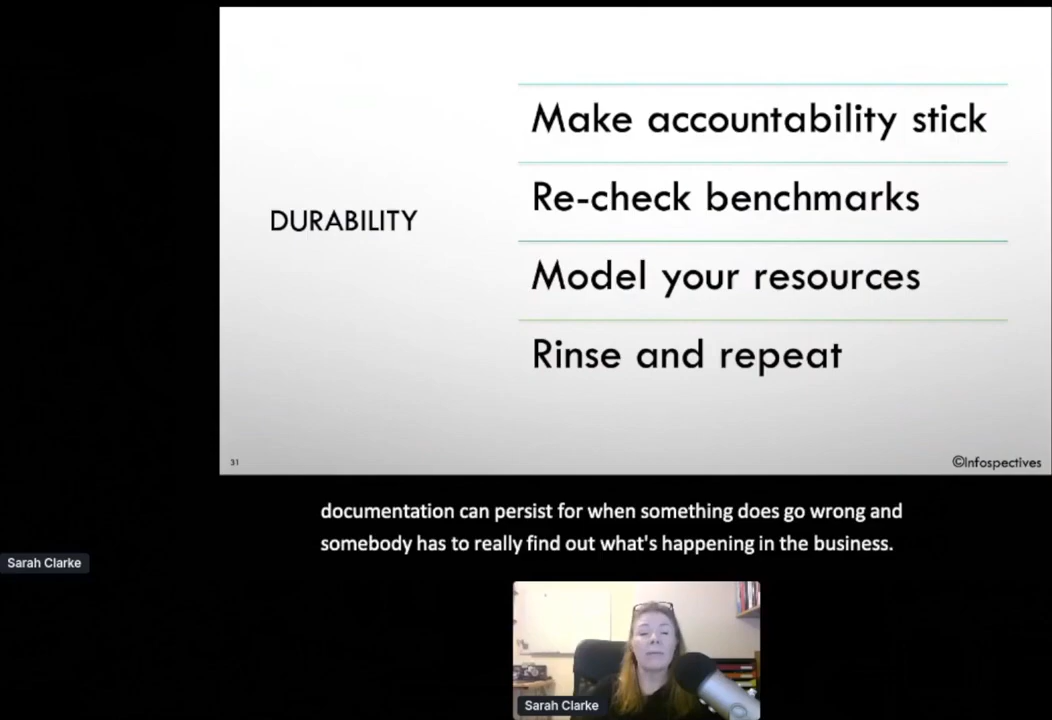 Make accountability stick
Re-check benchmarks
DURABILITY
Model your resources
Rinse and repeat
31
©Infospectives
documentation can persist for when something does go wrong and
somebody has to really find out what's happening in the business.
Sarah Clarke
Sarah Clarke